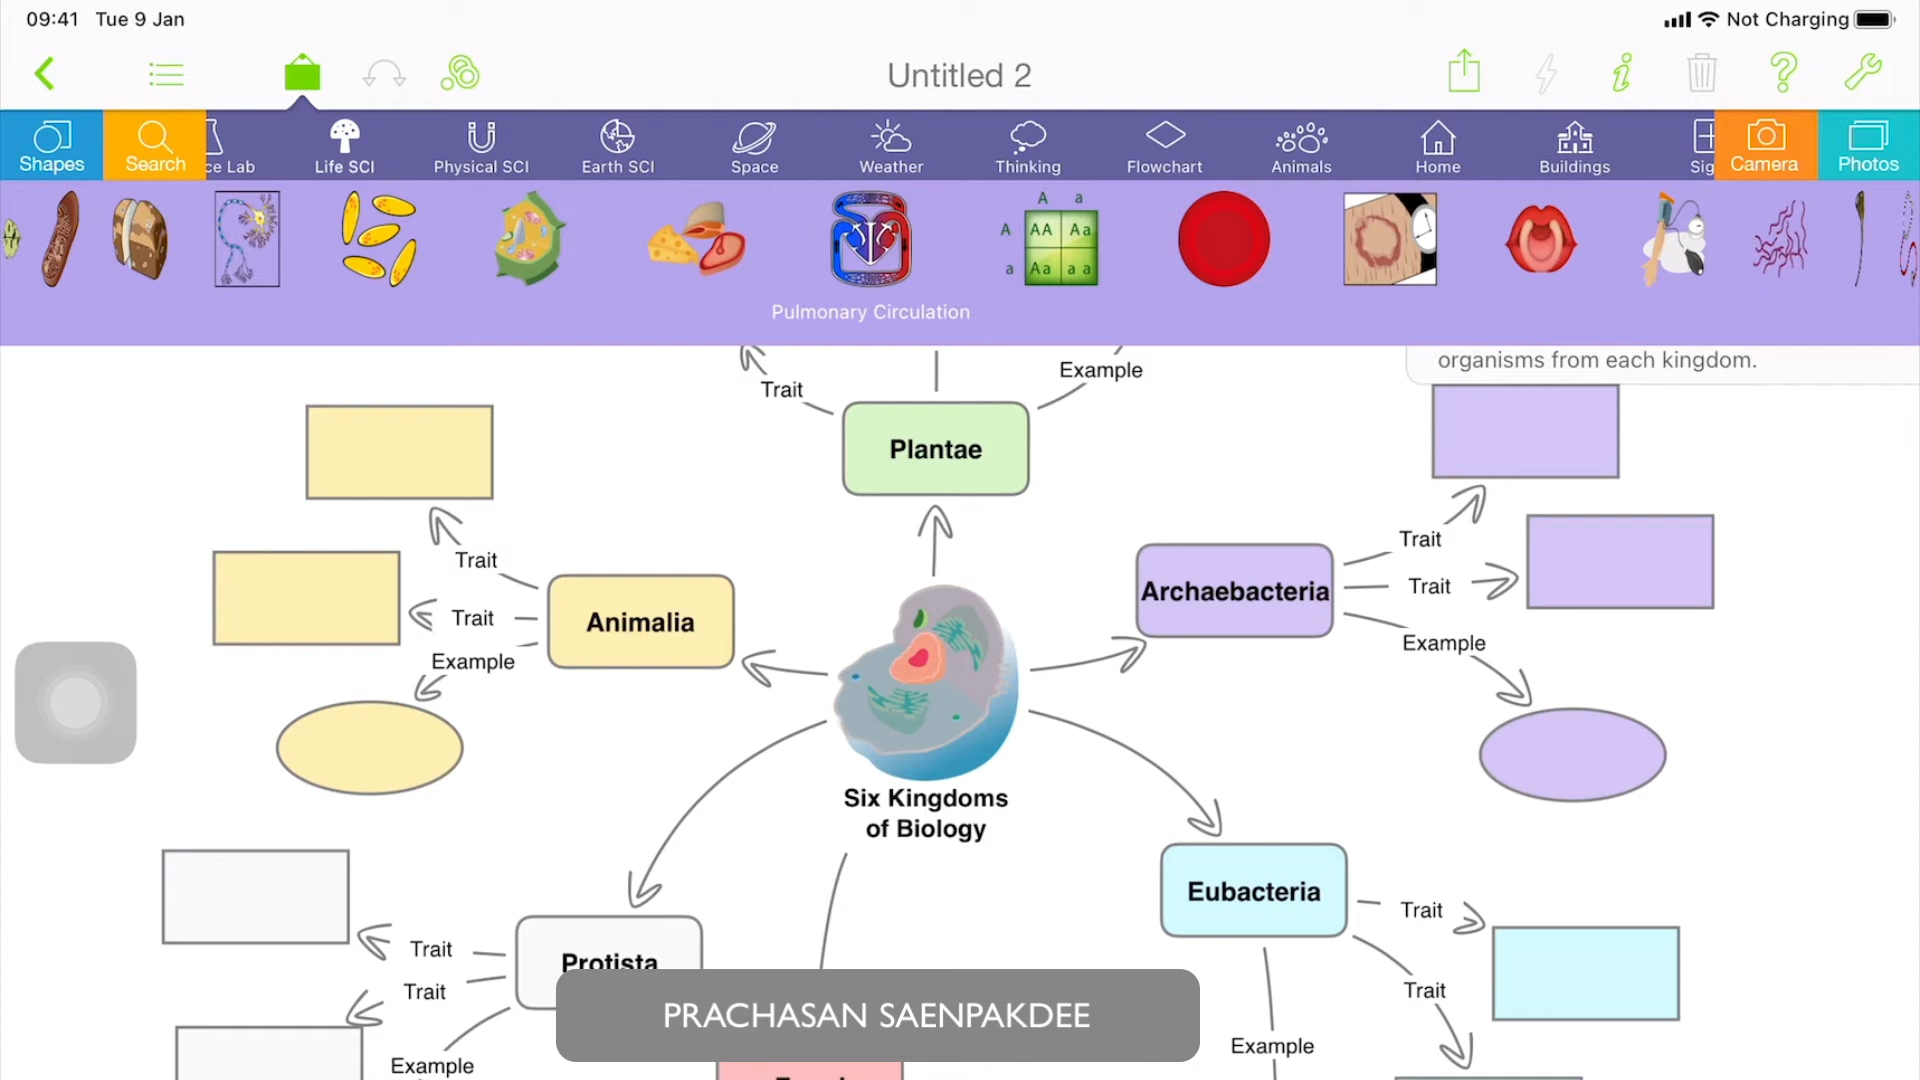 09:41 Tue 9 Jan
Not Charging
Untitled 2
Shapes
Search
ce Lab
Life SCI
Physical SCI
Earth SCI
Space
Weather
Thinking
Flowchart
Animals
Home
Buildings
Sig
Camera
Photos
A a
A AA Aa
a Aa a a
Pulmonary Circulation
organisms from each kingdom.
Trait
Example
Plantae
Trait
Trait
Example
Animalia
Archaebacteria
Trait
Trait
Example
Six Kingdoms
of Biology
Eubacteria
Trait
Trait
Example
Protista
Trait
Trait
Example
PRACHASAN SAENPAKDEE